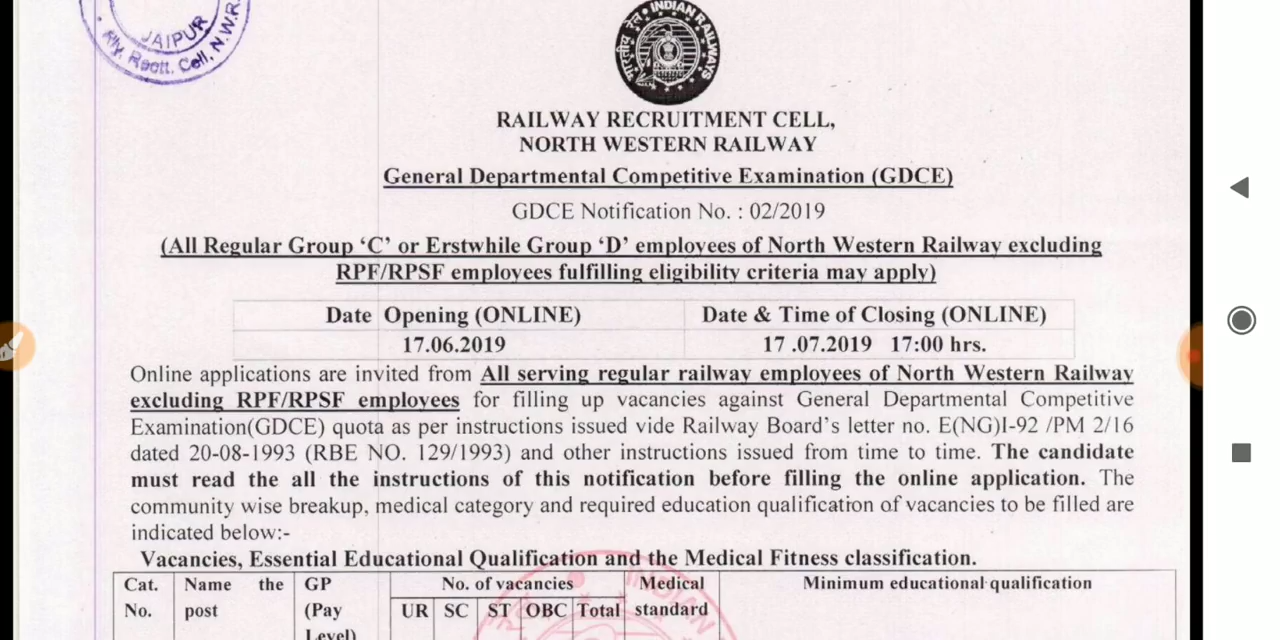 JAIPUR
Rly. Rectt. Cell, N.W.R.
भारतीय रेल • INDIAN RAILWAYS
RAILWAY RECRUITMENT CELL,
NORTH WESTERN RAILWAY
General Departmental Competitive Examination (GDCE)
GDCE Notification No. : 02/2019
(All Regular Group ‘C’ or Erstwhile Group ‘D’ employees of North Western Railway excluding
RPF/RPSF employees fulfilling eligibility criteria may apply)
Date Opening (ONLINE) Date & Time of Closing (ONLINE)
17.06.2019 17 .07.2019 17:00 hrs.
Online applications are invited from All serving regular railway employees of North Western Railway
excluding RPF/RPSF employees for filling up vacancies against General Departmental Competitive
Examination(GDCE) quota as per instructions issued vide Railway Board’s letter no. E(NG)I-92 /PM 2/16
dated 20-08-1993 (RBE NO. 129/1993) and other instructions issued from time to time. The candidate
must read the all the instructions of this notification before filling the online application. The
community wise breakup, medical category and required education qualification of vacancies to be filled are
indicated below:-
Vacancies, Essential Educational Qualification and the Medical Fitness classification.
Cat. Name the GP No. of vacancies Medical Minimum educational qualification
No. post (Pay UR SC ST OBC Total standard
Level)
INDIAN